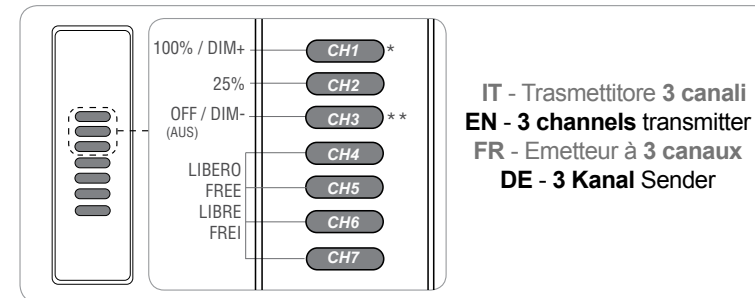 100% / DIM+ CH1 *
25% CH2
OFF / DIM- CH3 **
(AUS)
CH4
LIBERO
FREE CH5
LIBRE CH6
FREI
CH7
IT - Trasmettitore 3 canali
EN - 3 channels transmitter
FR - Emetteur à 3 canaux
DE - 3 Kanal Sender